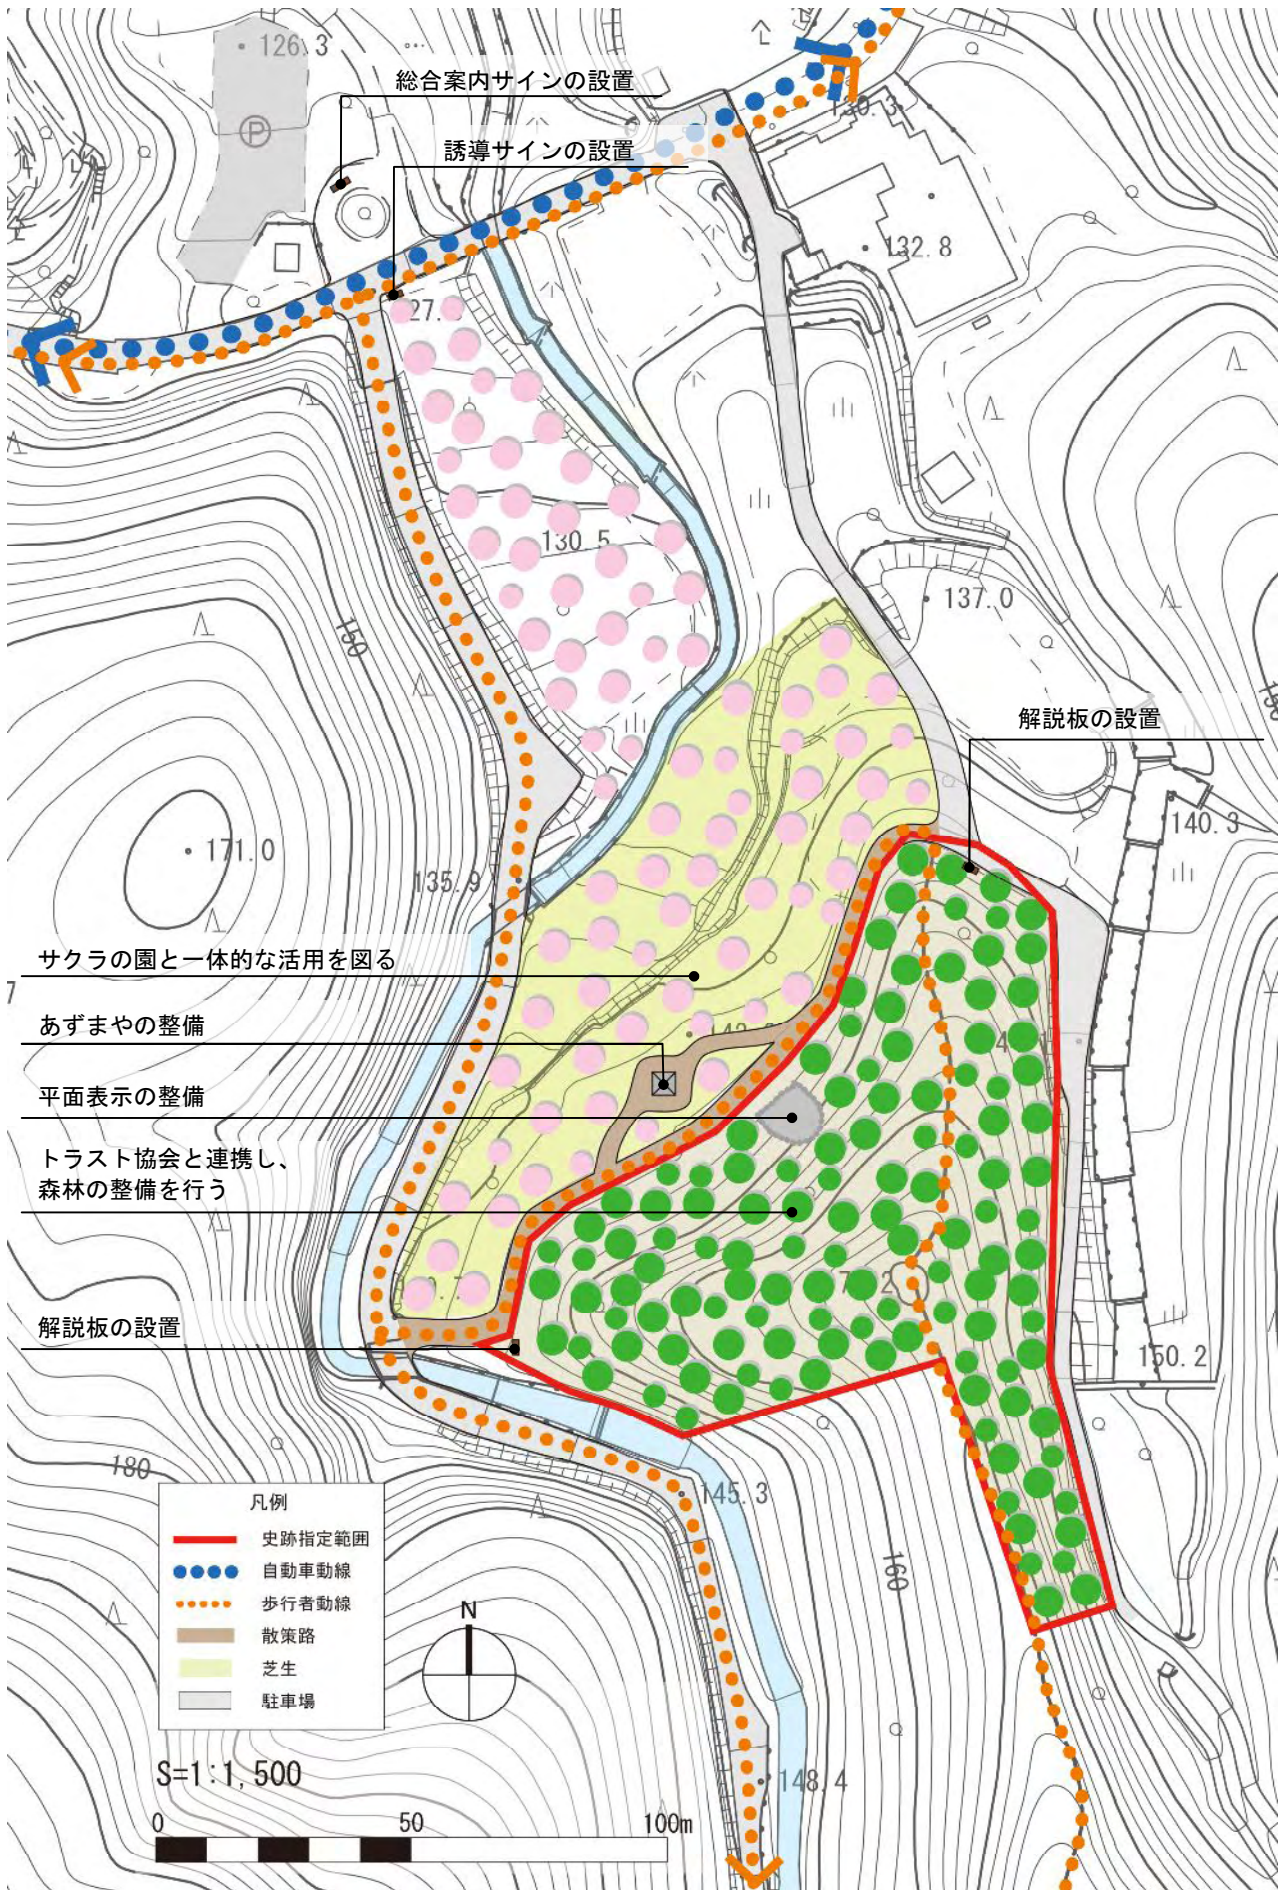 126.3
総合案内サインの設置
P
130.3
誘導サインの設置
132.8
27.
130.5
137.0
150
解説板の設置
140.3
171.0
135.9
サクラの園と一体的な活用を図る
7
あずまやの整備
平面表示の整備
トラスト協会と連携し、
森林の整備を行う
解説板の設置
150.2
180
145.3
凡例
史跡指定範囲
自動車動線
歩行者動線
散策路
芝生
駐車場
N
160
148.4
S=1:1,500
0 50 100m